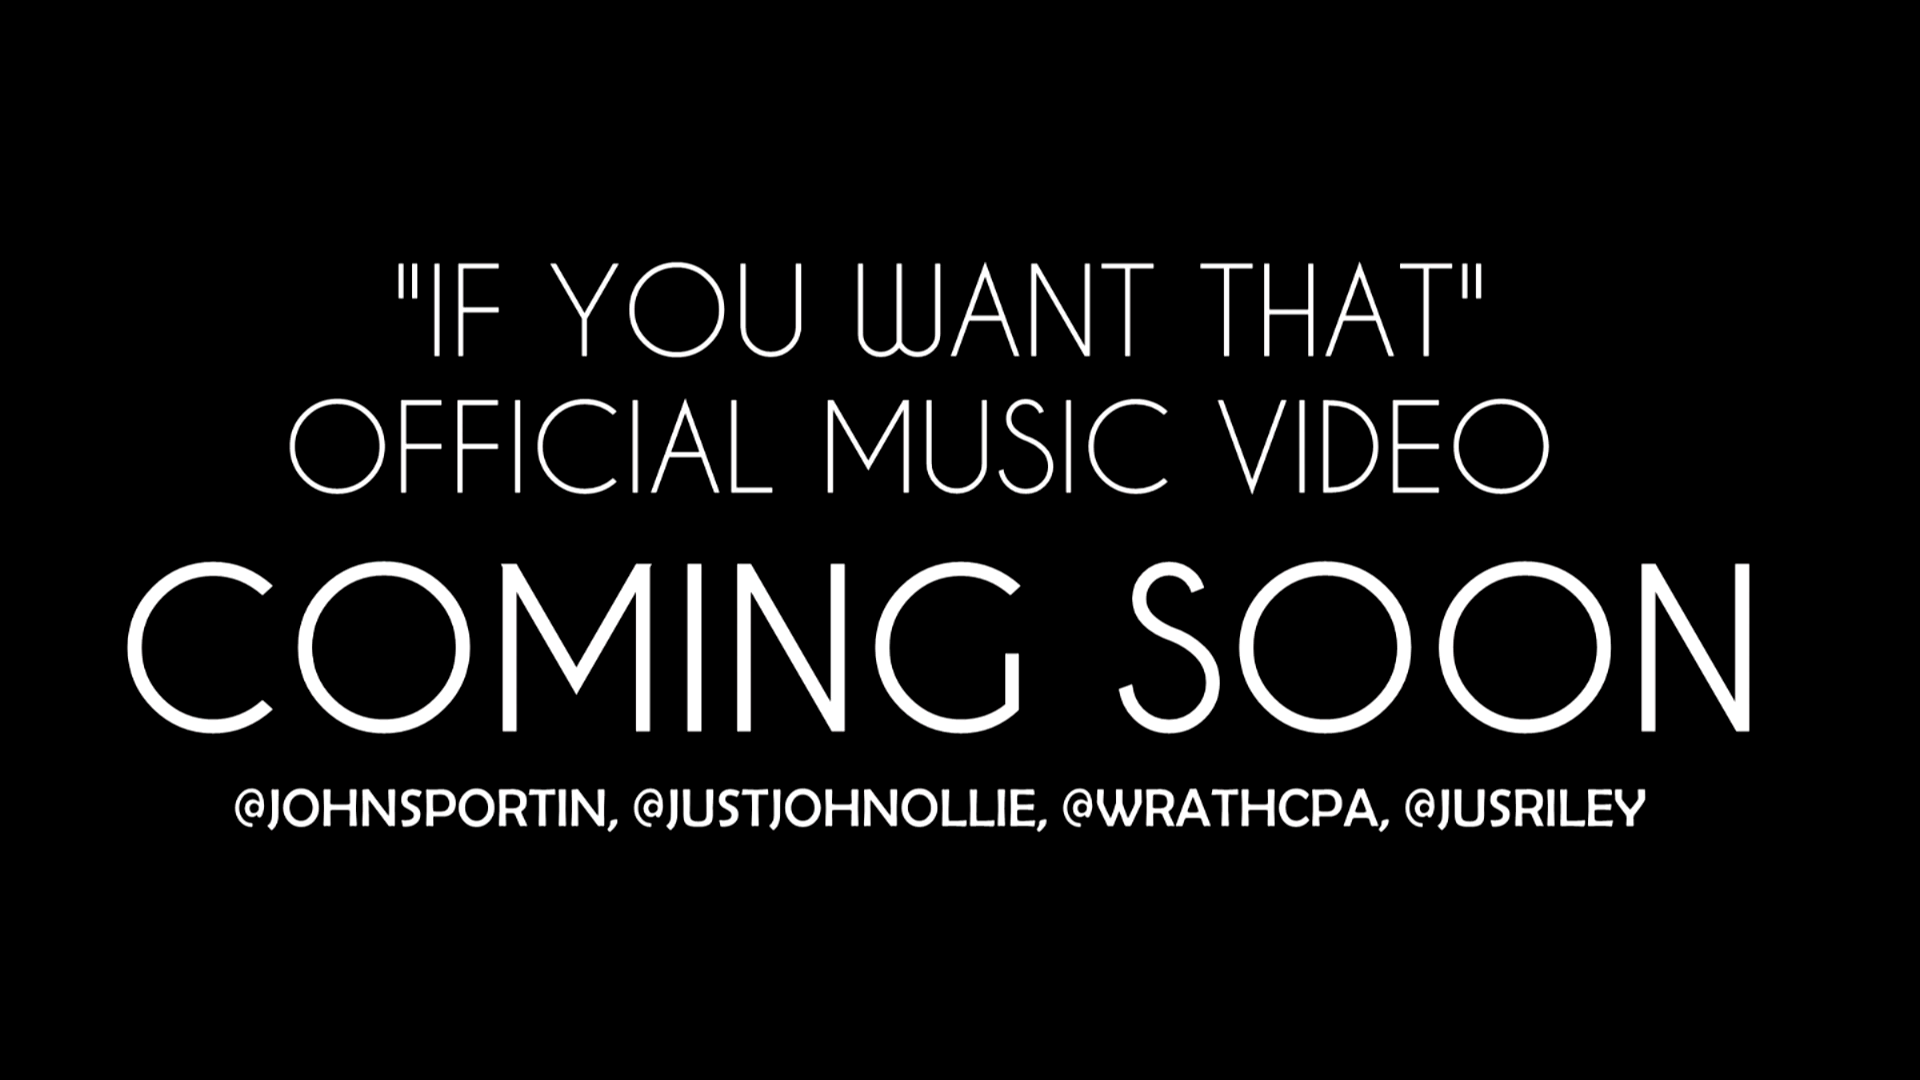 "IF YOU WANT THAT"
OFFICIAL MUSIC VIDEO
COMING SOON
@JOHNSPORTIN, @JUSTJOHNOLLIE, @WRATHCPA, @JUSRILEY